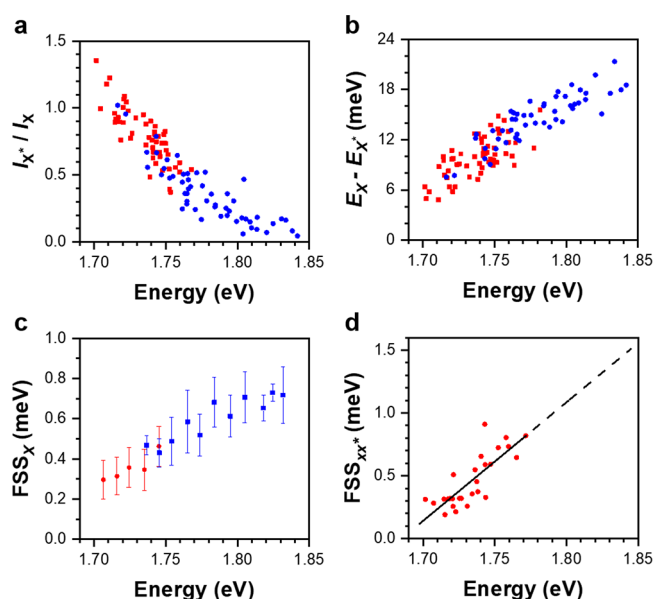 a
1.5
1.0
0.5
0.0
I_X* / I_X
1.70 1.75 1.80 1.85
Energy (eV)
b
24
18
12
6
0
E_X - E_X* (meV)
1.70 1.75 1.80 1.85
Energy (eV)
c
1.0
0.8
0.6
0.4
0.2
0.0
FSS_X (meV)
1.70 1.75 1.80 1.85
Energy (eV)
d
1.5
1.0
0.5
0.0
FSS_XX* (meV)
1.70 1.75 1.80 1.85
Energy (eV)